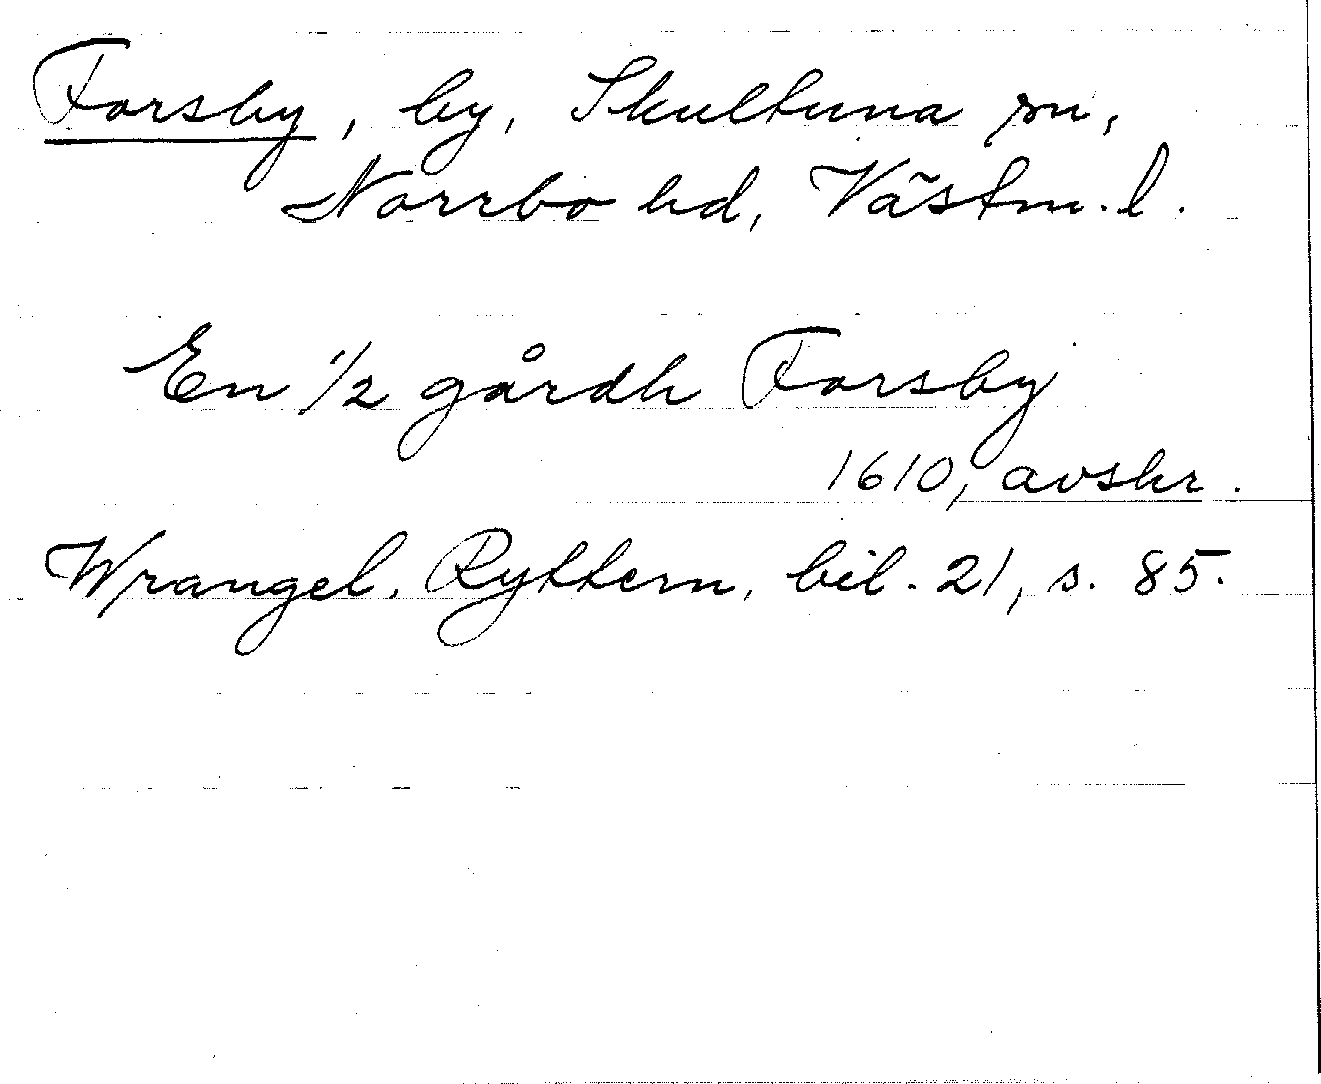 Forsby, by, Skultuna sn,
Norrbo hd, Västm. l.
En 1/2 gårdh Forsby
1610, avskr.
Wrangel, Ryttern, bil. 21, s. 85.